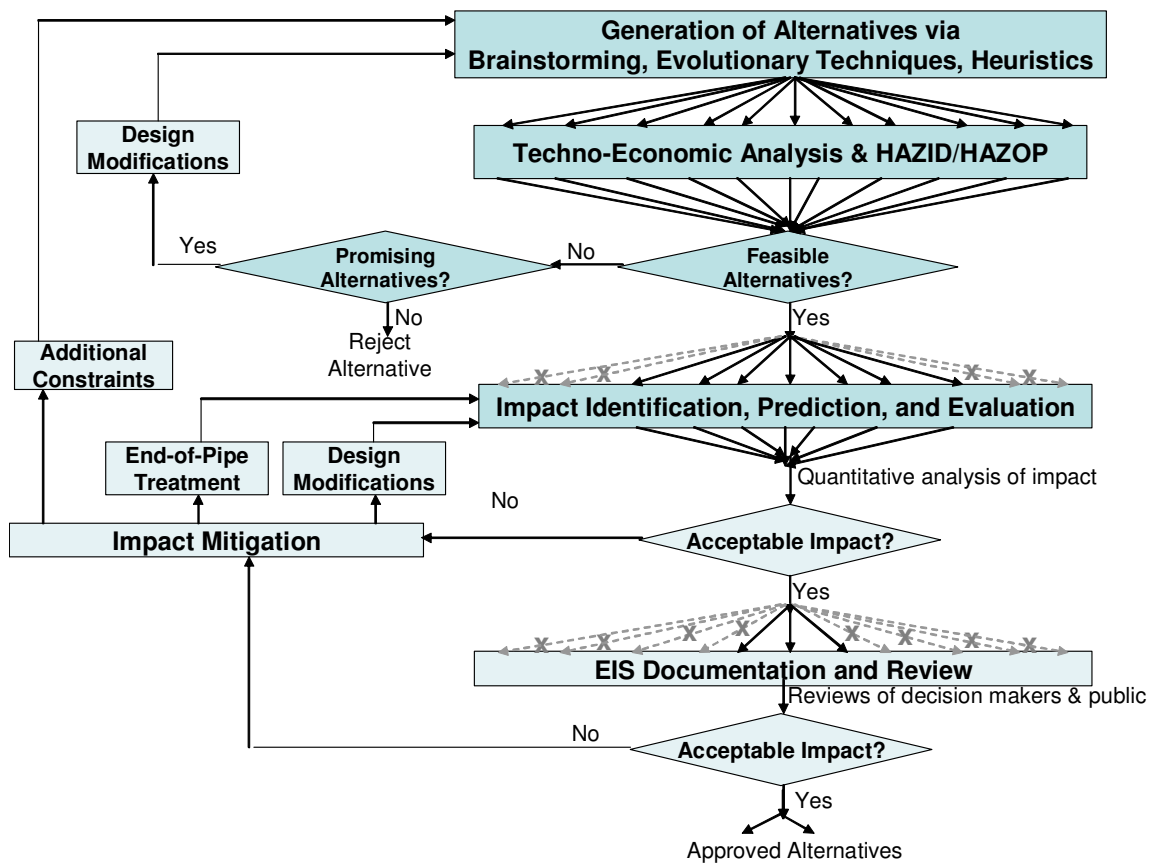 Generation of Alternatives via
Brainstorming, Evolutionary Techniques, Heuristics
Design
Modifications
Techno-Economic Analysis & HAZID/HAZOP
Yes
Promising
Alternatives?
No
Feasible
Alternatives?
No
Reject
Alternative
Yes
Additional
Constraints
X
X
X
X
Impact Identification, Prediction, and Evaluation
End-of-Pipe
Treatment
Design
Modifications
Quantitative analysis of impact
No
Impact Mitigation
Acceptable Impact?
Yes
X
X
X
X
X
X
X
X
EIS Documentation and Review
Reviews of decision makers & public
No
Acceptable Impact?
Yes
Approved Alternatives